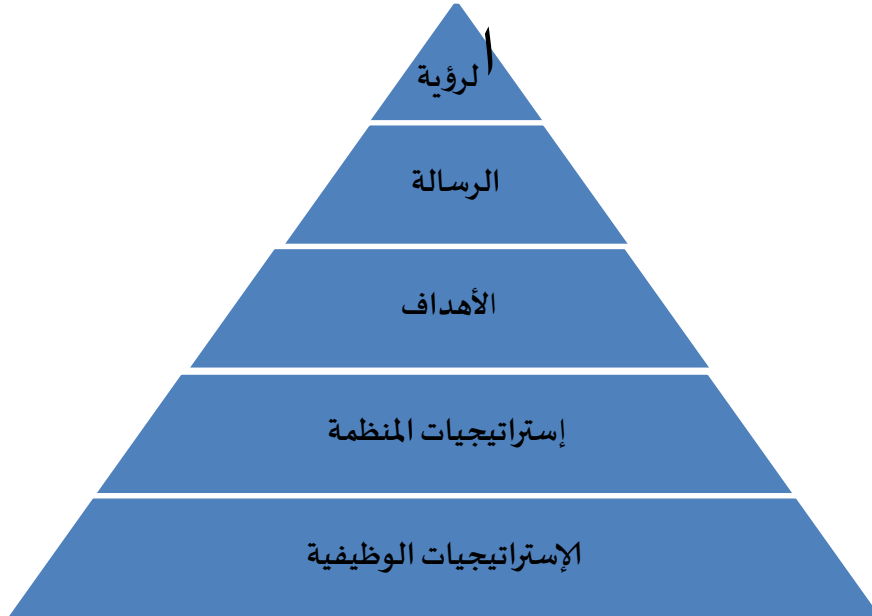 الرؤية
الرسالة
الأهداف
إستراتيجيات المنظمة
الإستراتيجيات الوظيفية